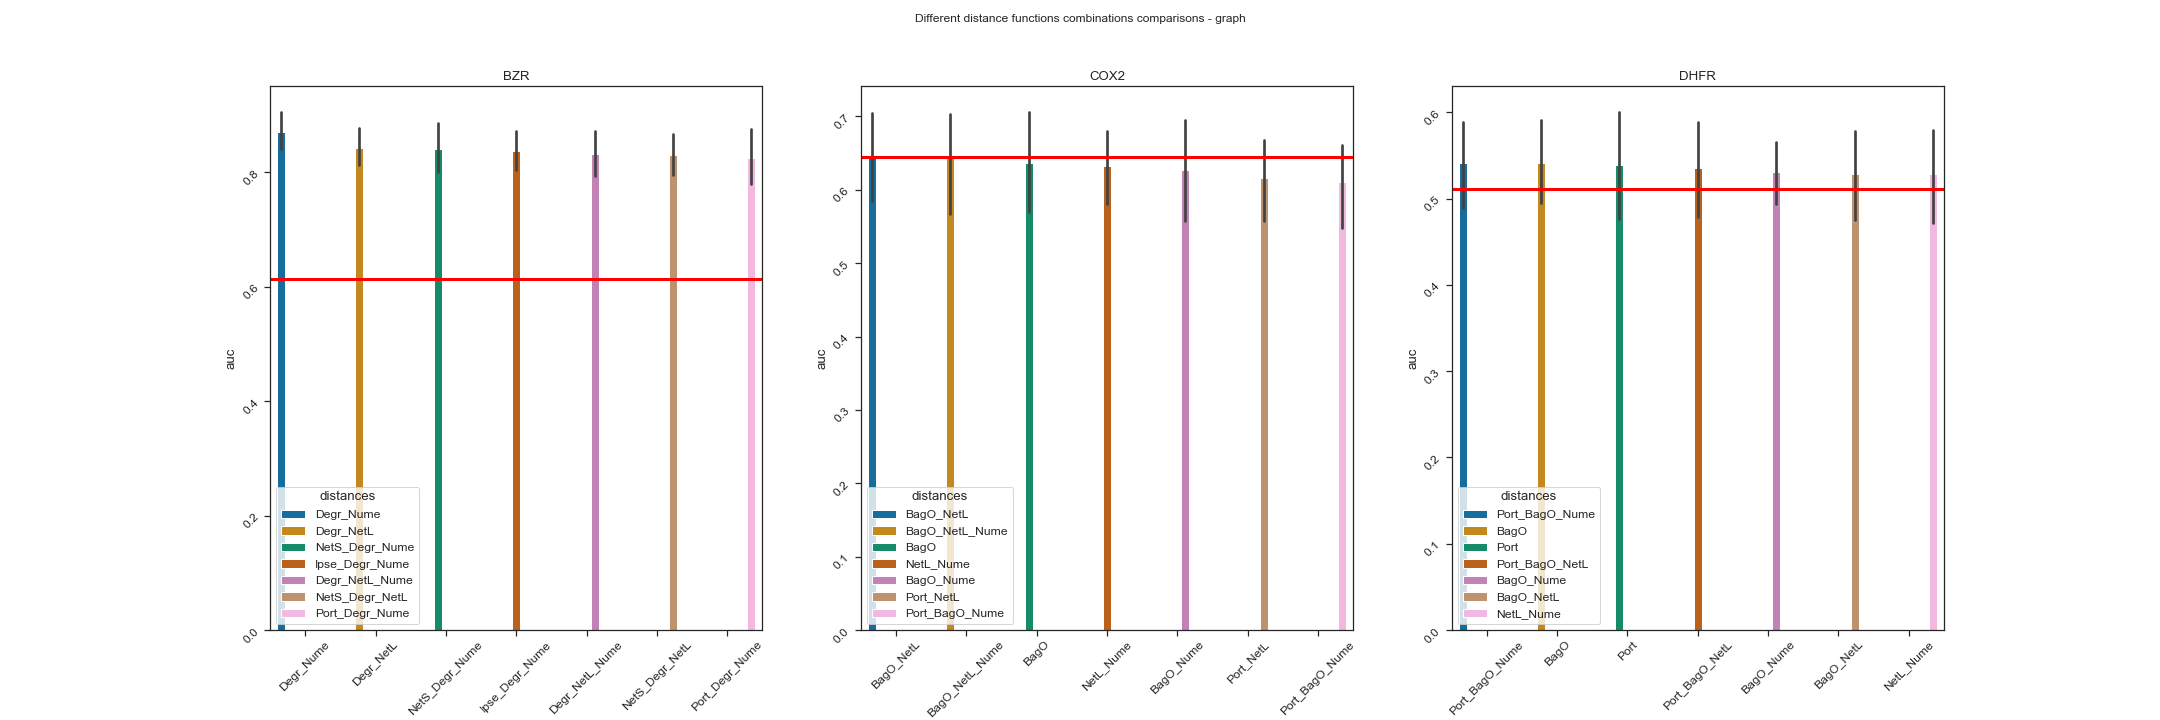 Different distance functions combinations comparisons - graph
BZR
auc
0.8
0.6
0.4
0.2
0.0
distances
Degr_Nume
Degr_NetL
NetS_Degr_Nume
Ipse_Degr_Nume
Degr_NetL_Nume
NetS_Degr_NetL
Port_Degr_Nume
Degr_Nume
Degr_NetL
NetS_Degr_Nume
Ipse_Degr_Nume
Degr_NetL_Nume
NetS_Degr_NetL
Port_Degr_Nume
COX2
auc
0.7
0.6
0.5
0.4
0.3
0.2
0.1
0.0
distances
BagO_NetL
BagO_NetL_Nume
BagO
NetL_Nume
BagO_Nume
Port_NetL
Port_BagO_Nume
BagO_NetL
BagO_NetL_Nume
BagO
NetL_Nume
BagO_Nume
Port_NetL
Port_BagO_Nume
DHFR
auc
0.6
0.5
0.4
0.3
0.2
0.1
0.0
distances
Port_BagO_Nume
BagO
Port
Port_BagO_NetL
BagO_Nume
BagO_NetL
NetL_Nume
Port_BagO_Nume
BagO
Port
Port_BagO_NetL
BagO_Nume
BagO_NetL
NetL_Nume